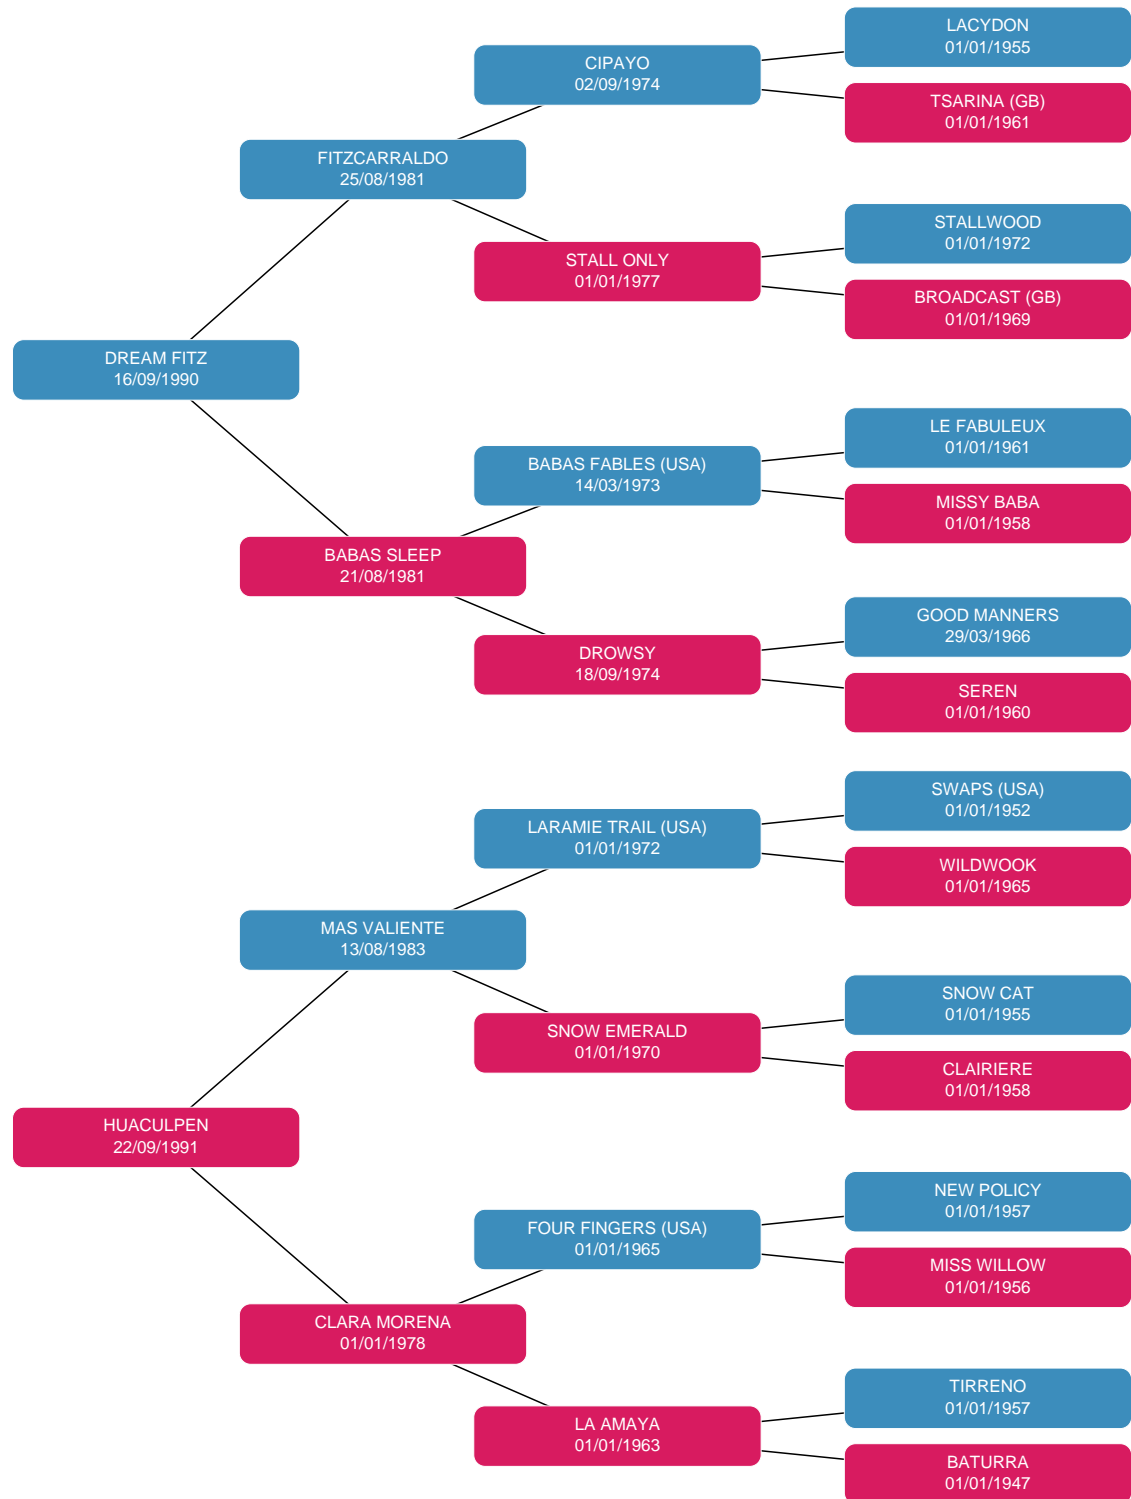 LACYDON
01/01/1955
CIPAYO
02/09/1974
TSARINA (GB)
01/01/1961
FITZCARRALDO
25/08/1981
STALLWOOD
01/01/1972
STALL ONLY
01/01/1977
BROADCAST (GB)
01/01/1969
DREAM FITZ
16/09/1990
LE FABULEUX
01/01/1961
BABAS FABLES (USA)
14/03/1973
MISSY BABA
01/01/1958
BABAS SLEEP
21/08/1981
GOOD MANNERS
29/03/1966
DROWSY
18/09/1974
SEREN
01/01/1960
SWAPS (USA)
01/01/1952
LARAMIE TRAIL (USA)
01/01/1972
WILDWOOK
01/01/1965
MAS VALIENTE
13/08/1983
SNOW CAT
01/01/1955
SNOW EMERALD
01/01/1970
CLAIRIERE
01/01/1958
HUACULPEN
22/09/1991
NEW POLICY
01/01/1957
FOUR FINGERS (USA)
01/01/1965
MISS WILLOW
01/01/1956
CLARA MORENA
01/01/1978
TIRRENO
01/01/1957
LA AMAYA
01/01/1963
BATURRA
01/01/1947